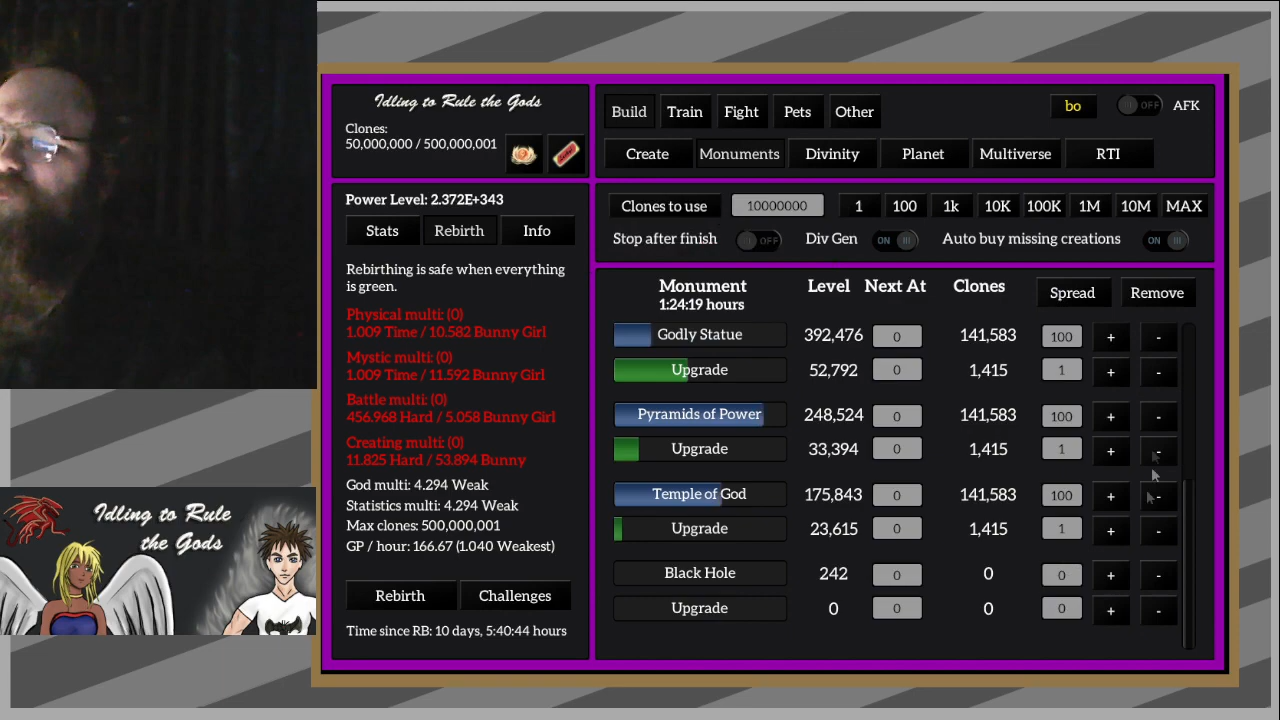 Idling to Rule the Gods
Clones:
50,000,000 / 500,000,001
Power Level: 2.372E+343
Stats Rebirth Info
Rebirthing is safe when everything
is green.
Physical multi: (0)
1.009 Time / 10.582 Bunny Girl
Mystic multi: (0)
1.009 Time / 11.592 Bunny Girl
Battle multi: (0)
456.968 Hard / 5.058 Bunny Girl
Creating multi: (0)
11.825 Hard / 53.894 Bunny
God multi: 4.294 Weak
Statistics multi: 4.294 Weak
Max clones: 500,000,001
GP / hour: 166.67 (1.040 Weakest)
Rebirth Challenges
Time since RB: 10 days, 5:40:44 hours
Build Train Fight Pets Other bo OFF AFK
Create Monuments Divinity Planet Multiverse RTI
Clones to use 10000000 1 100 1k 10K 100K 1M 10M MAX
Stop after finish OFF Div Gen ON Auto buy missing creations ON
Monument Level Next At Clones Spread Remove
1:24:19 hours
Godly Statue 392,476 0 141,583 100 + -
Upgrade 52,792 0 1,415 1 + -
Pyramids of Power 248,524 0 141,583 100 + -
Upgrade 33,394 0 1,415 1 + -
Temple of God 175,843 0 141,583 100 + -
Upgrade 23,615 0 1,415 1 + -
Black Hole 242 0 0 0 + -
Upgrade 0 0 0 0 + -
Idling to Rule
the Gods